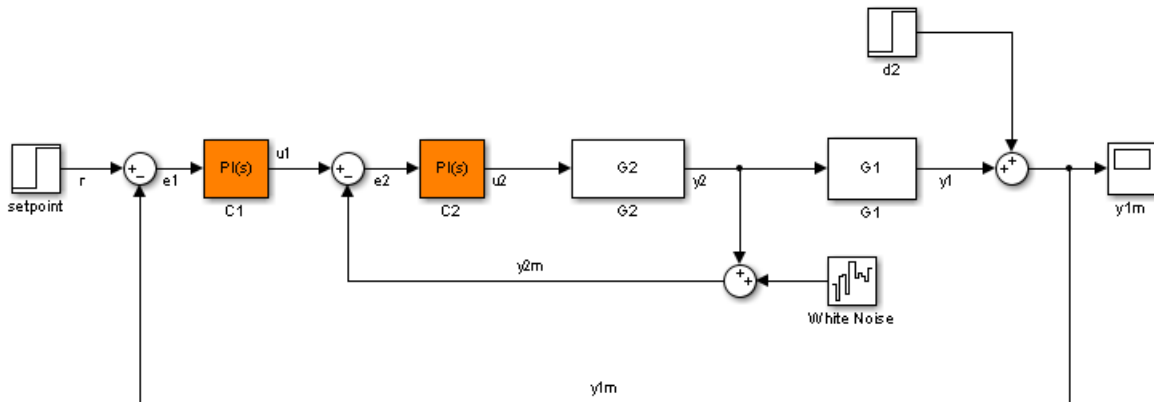 d2
r
+
−
e1
PI(s)
C1
u1
+
−
e2
PI(s)
C2
u2
G2
G2
y2
G1
G1
y1
+
+
y1m
setpoint
y2m
+
+
White Noise
y1m